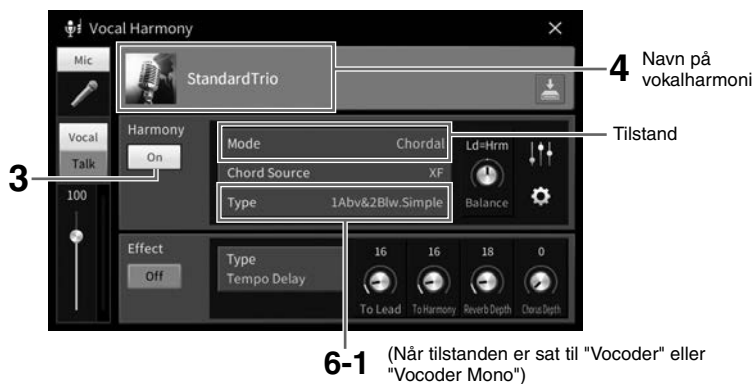 Vocal Harmony
Mic
StandardTrio
4 Navn på
vokalharmoni
Vocal
Talk
100
Harmony
On
3
Mode Chordal
Tilstand
Chord Source XF
Type 1Abv&2Blw.Simple
Ld=Hrm
Balance
Effect
Off
Type
Tempo Delay
16 16 18 0
To Lead To Harmony Reverb Depth Chorus Depth
6-1 (Når tilstanden er sat til "Vocoder" eller
"Vocoder Mono")